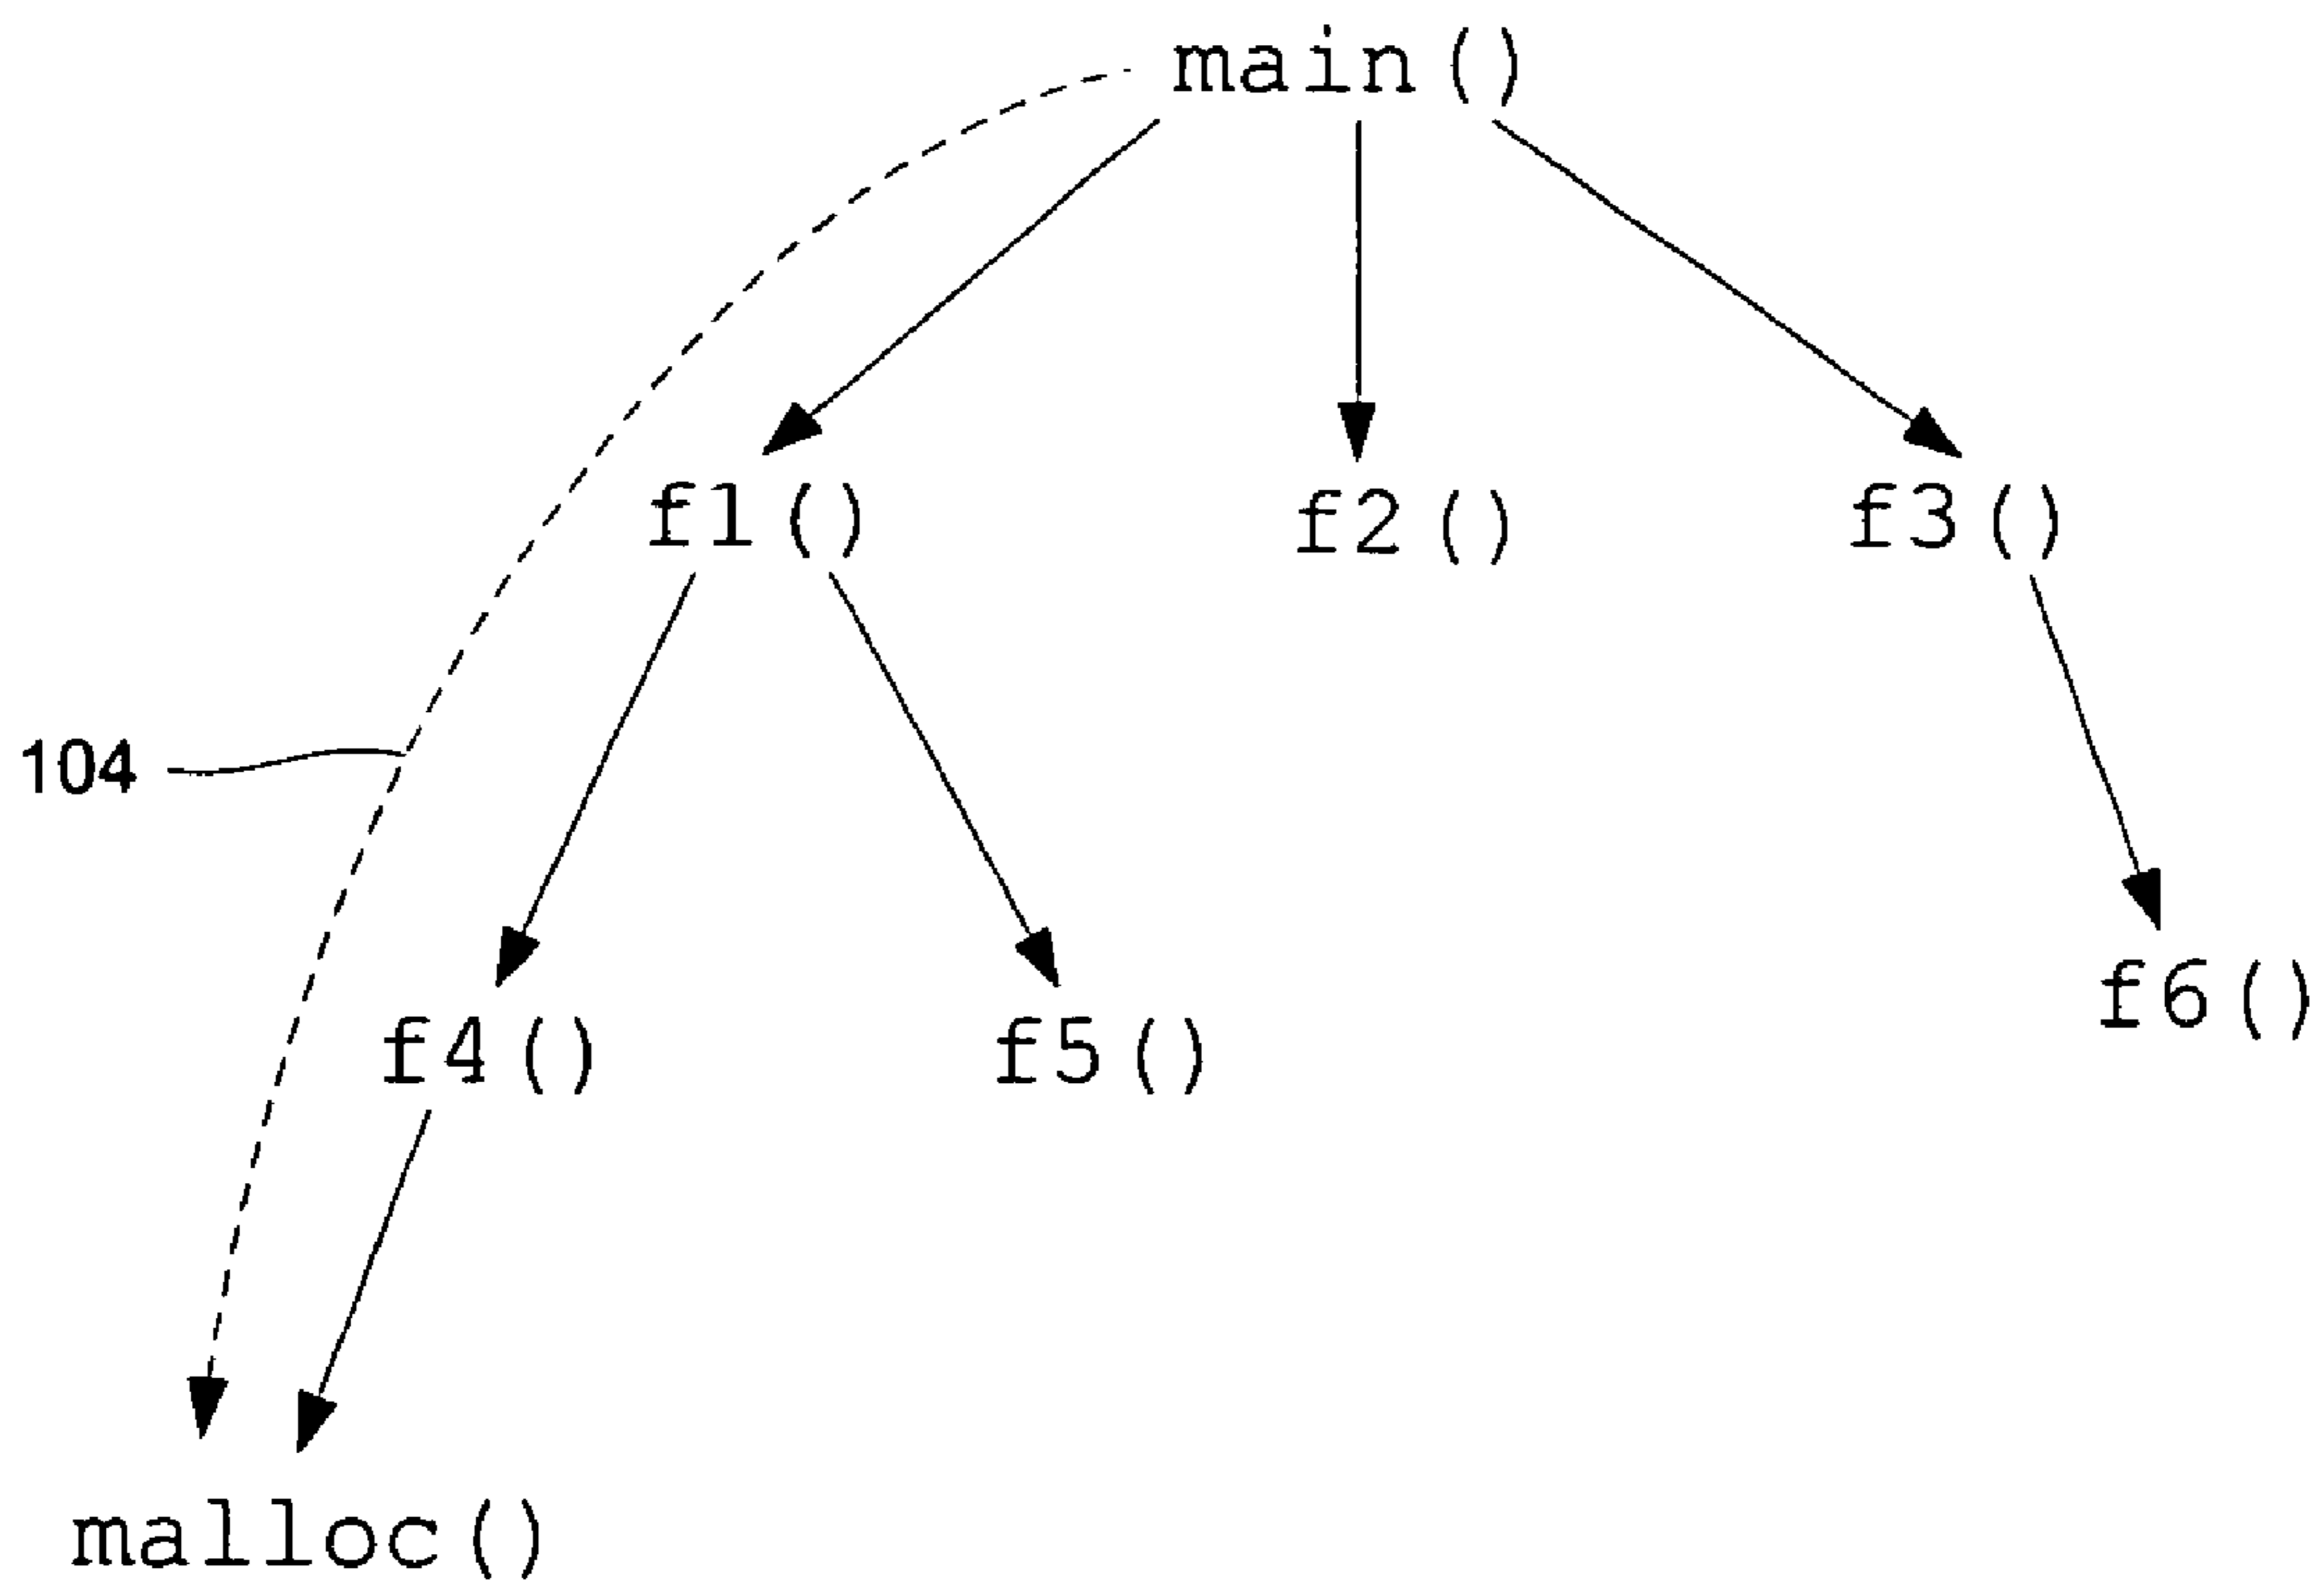 main()
f1() f2() f3()
104
f6()
f4() f5()
malloc()